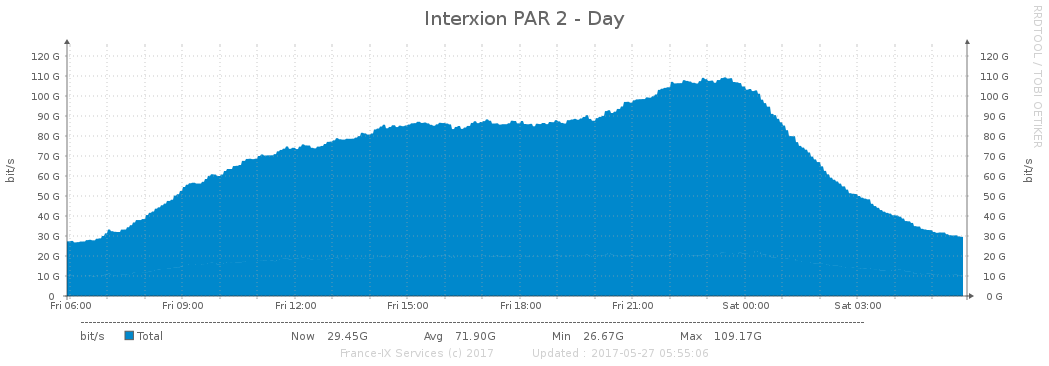 Interxion PAR 2 - Day
RRDTOOL / TOBI OETIKER
bit/s
120 G 120 G
110 G 110 G
100 G 100 G
90 G 90 G
80 G 80 G
70 G 70 G
60 G 60 G
50 G 50 G
40 G 40 G
30 G 30 G
20 G 20 G
10 G 10 G
0 0 G
bit/s
Fri 06:00 Fri 09:00 Fri 12:00 Fri 15:00 Fri 18:00 Fri 21:00 Sat 00:00 Sat 03:00
bit/s Total Now 29.45G Avg 71.90G Min 26.67G Max 109.17G
France-IX Services (c) 2017 Updated : 2017-05-27 05:55:06